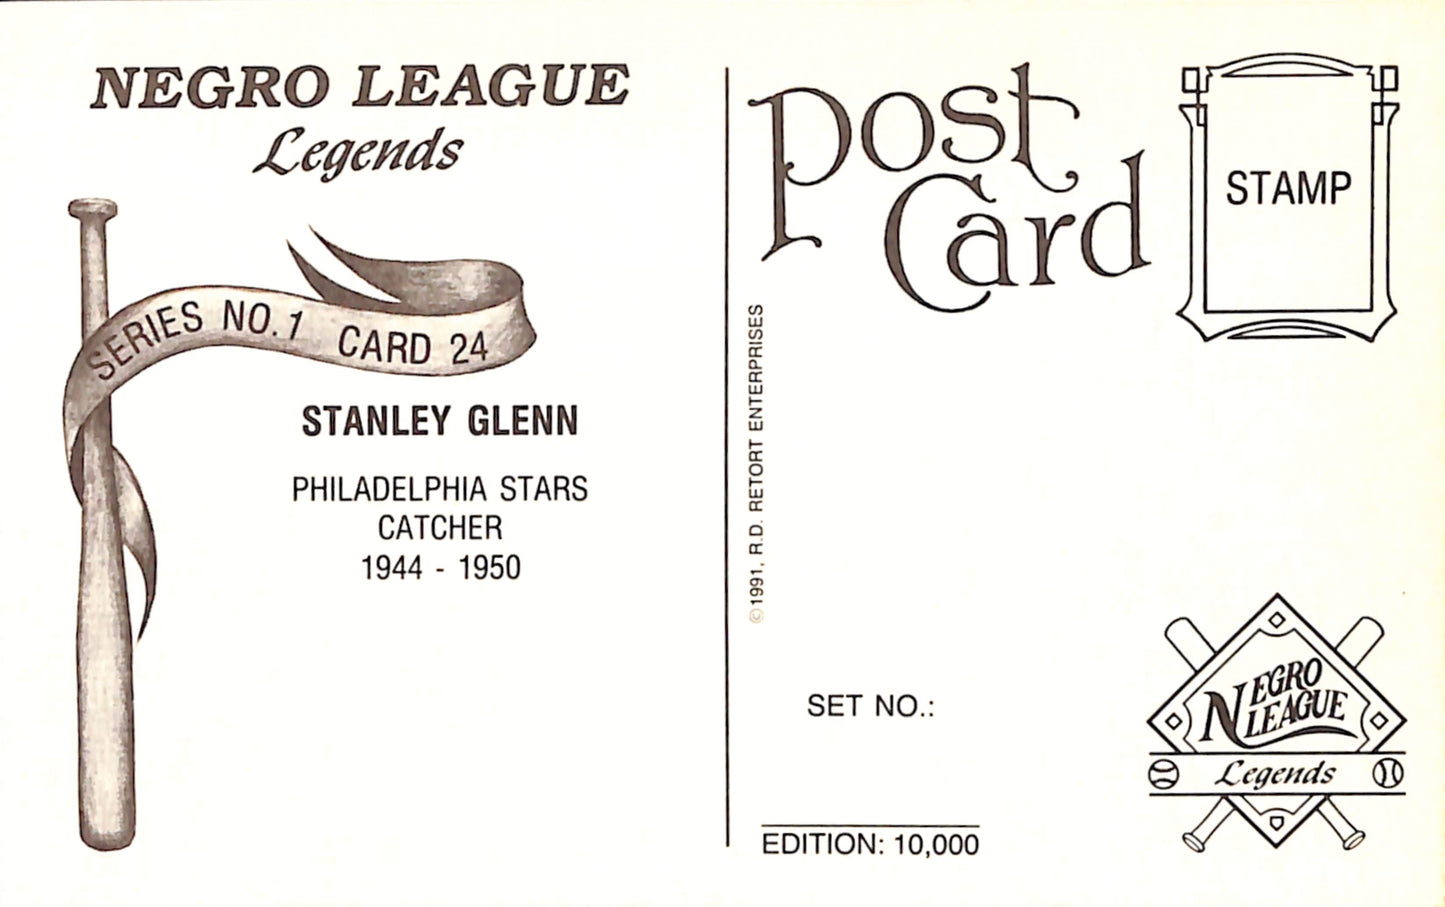 NEGRO LEAGUE
Legends
SERIES NO. 1 CARD 24
STANLEY GLENN
PHILADELPHIA STARS
CATCHER
1944 - 1950
©1991, R.D. RETORT ENTERPRISES
Post
Card
STAMP
SET NO.:
EDITION: 10,000
NEGRO
LEAGUE
Legends